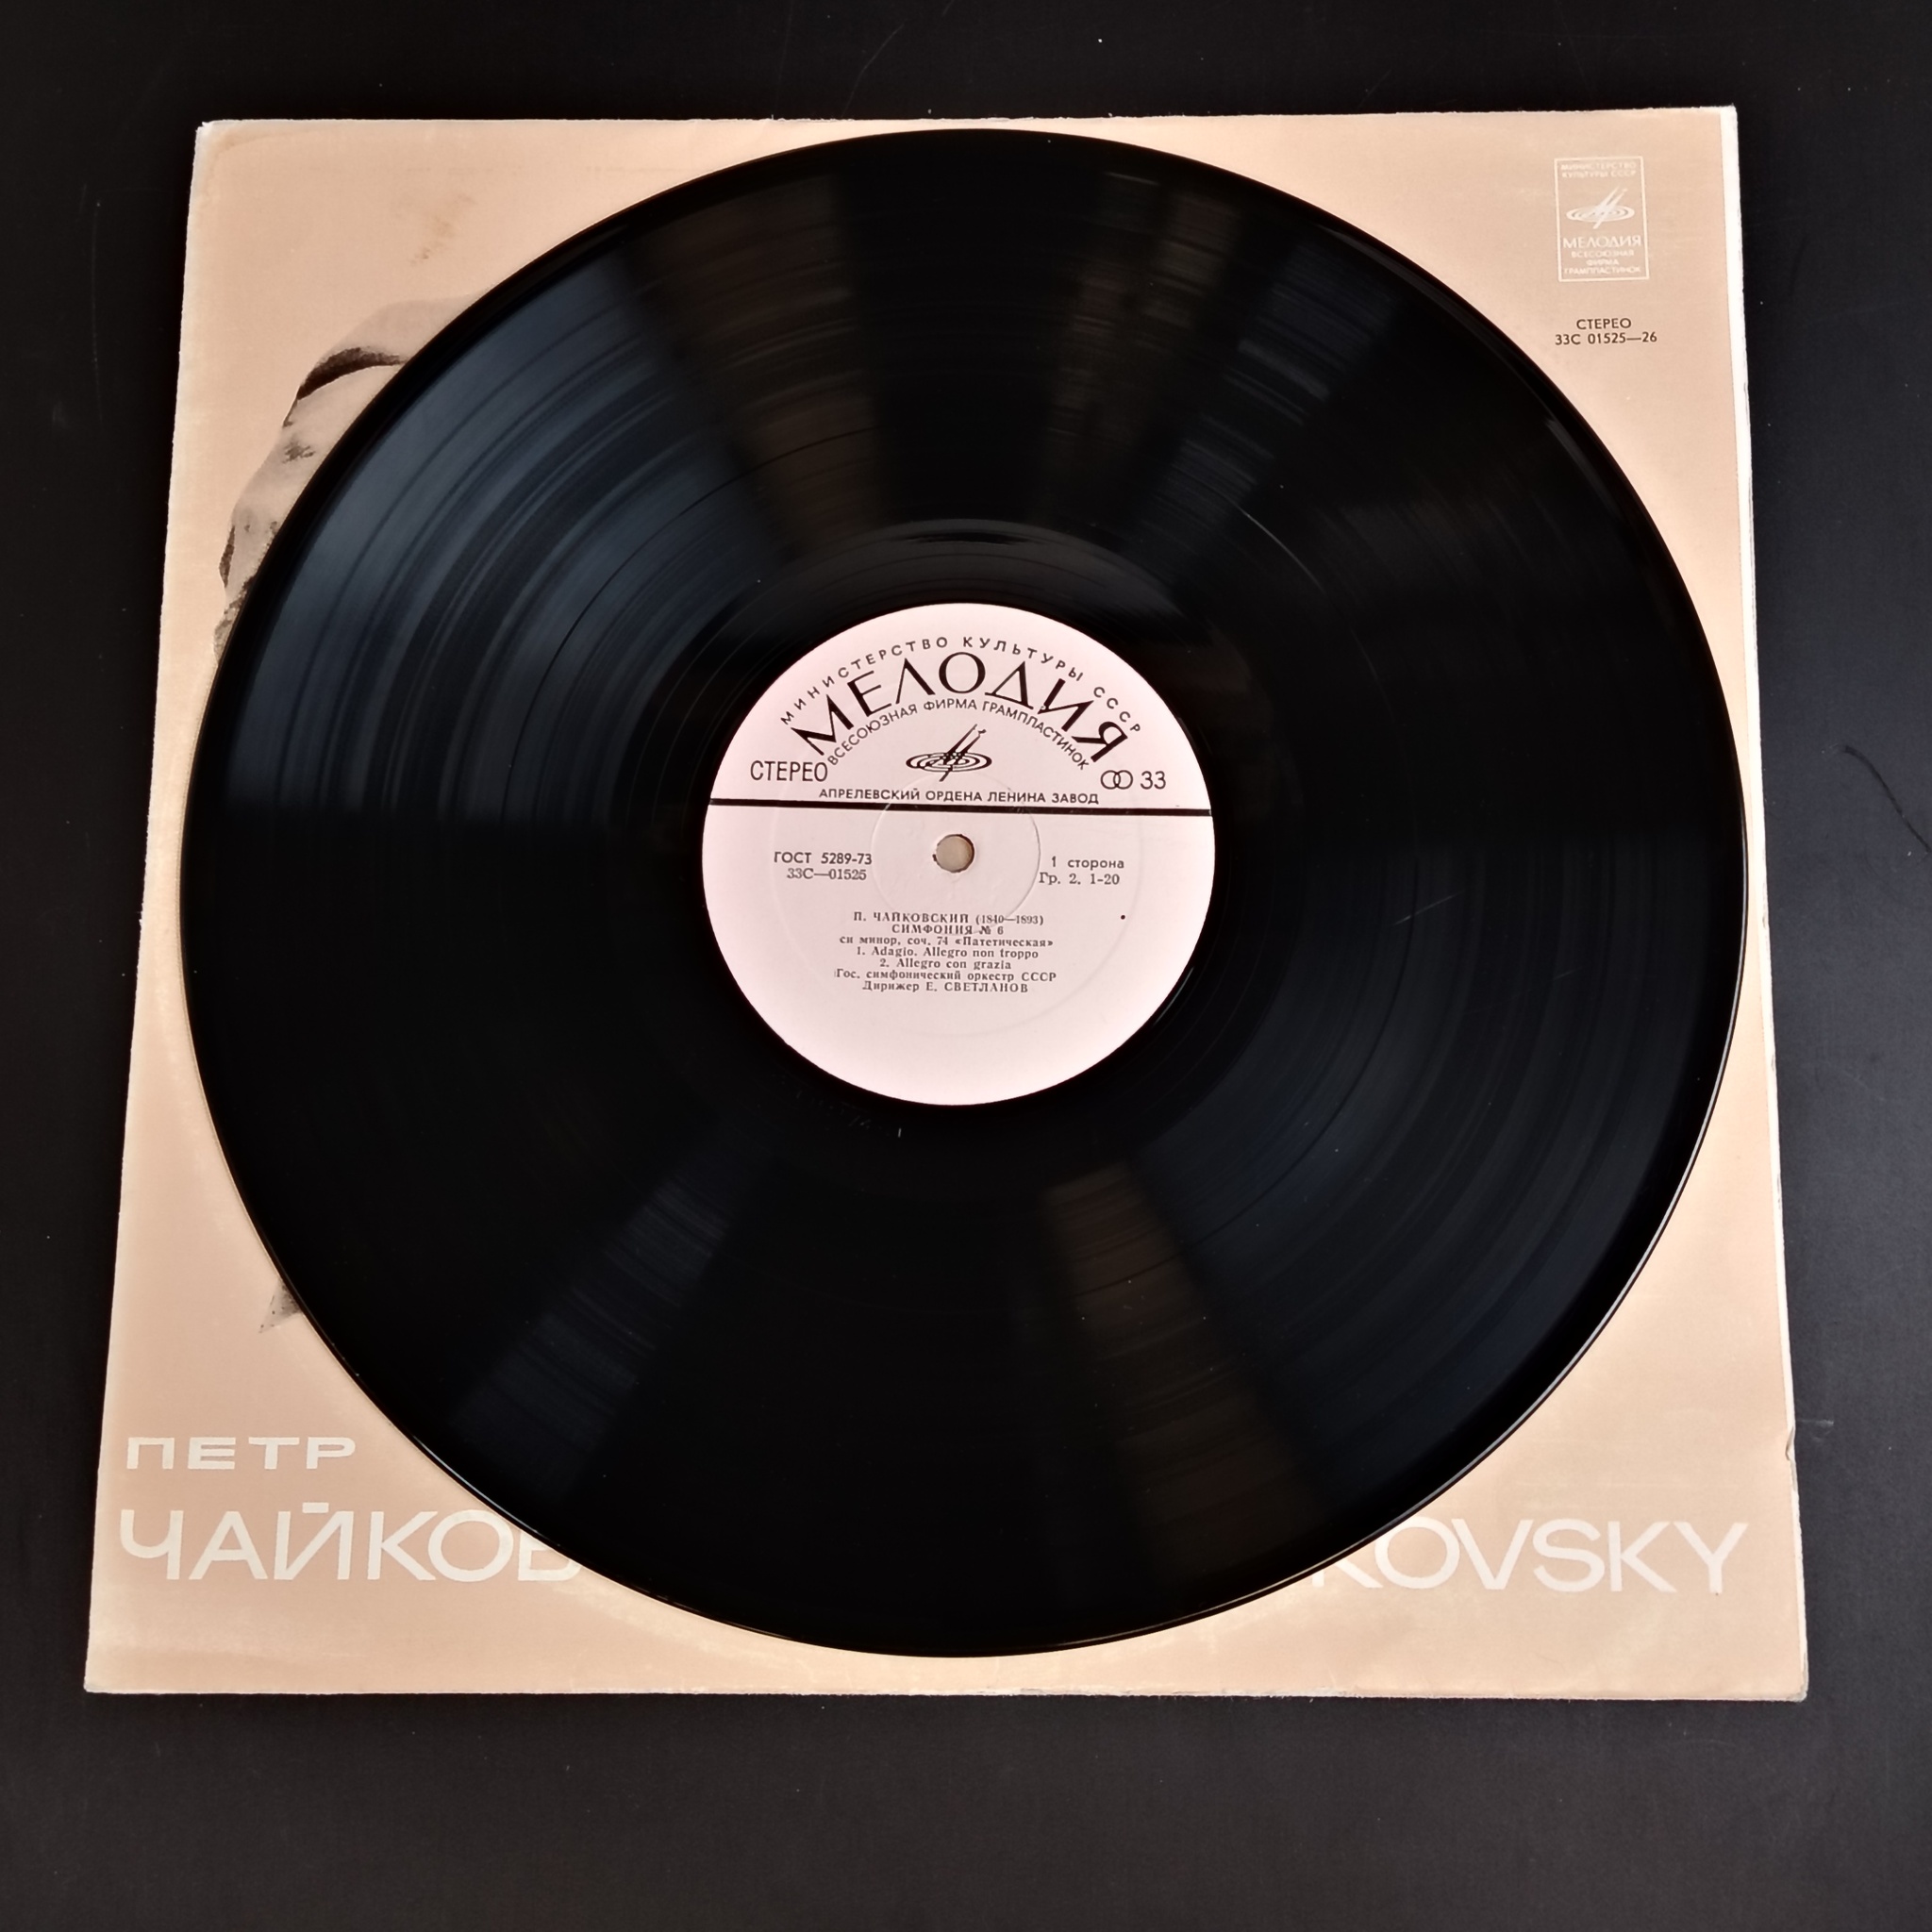 МИНИСТЕРСТВО
КУЛЬТУРЫ СССР
МЕЛОДИЯ
ВСЕСОЮЗНАЯ
ФИРМА
ГРАМПЛАСТИНОК
СТЕРЕО
33С 01525—26
МИНИСТЕРСТВО КУЛЬТУРЫ СССР
МЕЛОДИЯ
ВСЕСОЮЗНАЯ ФИРМА ГРАМПЛАСТИНОК
СТЕРЕО 33
АПРЕЛЕВСКИЙ ОРДЕНА ЛЕНИНА ЗАВОД
ГОСТ 5289-73 1 сторона
33С—01525 Гр. 2. 1-20
П. ЧАЙКОВСКИЙ (1840—1893)
СИМФОНИЯ № 6
си минор, соч. 74 «Патетическая»
1. Adagio. Allegro non troppo
2. Allegro con grazia
Гос. симфонический оркестр СССР
Дирижер Е. СВЕТЛАНОВ
ПЕТР
ЧАЙКОВ KOVSKY